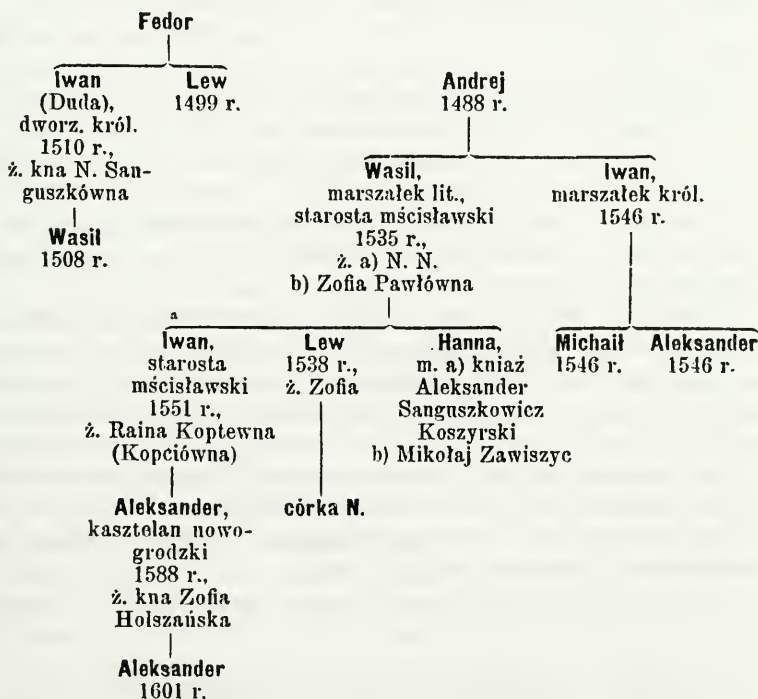 Fedor
Iwan
(Duda),
dworz. król.
1510 r.,
ż. kna N. San-
guszkówna
Wasil
1508 r.
Lew
1499 r.
Andrej
1488 r.
Wasil,
marszałek lit.,
starosta mścisławski
1535 r.,
ż. a) N. N.
b) Zofia Pawłówna
Iwan,
marszałek król.
1546 r.
a
Iwan,
starosta
mścisławski
1551 r.,
ż. Raina Koptewna
(Kopciówna)
Lew
1538 r.,
ż. Zofia
Hanna,
m. a) kniaź
Aleksander
Sanguszkowicz
Koszyrski
b) Mikołaj Zawiszyc
Michaił
1546 r.
Aleksander
1546 r.
Aleksander,
kasztelan nowo-
grodzki
1588 r.,
ż. kna Zofia
Holszańska
córka N.
Aleksander
1601 r.